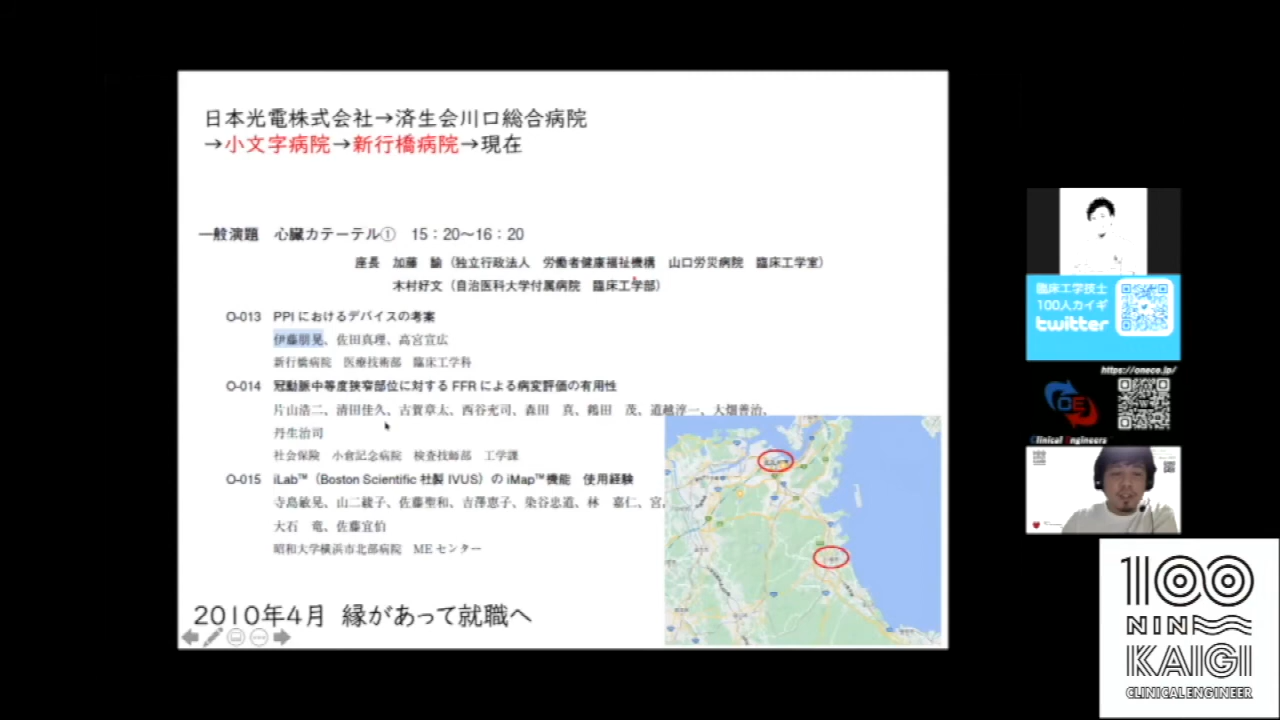 日本光電株式会社→済生会川口総合病院
→小文字病院→新行橋病院→現在
一般演題　心臓カテーテル①　15：20〜16：20
座長　加藤　諭（独立行政法人　労働者健康福祉機構　山口労災病院　臨床工学室）
木村好文（自治医科大学付属病院　臨床工学部）
O-013　PPI におけるデバイスの考案
伊藤朋晃、佐田真理、高宮宣広
新行橋病院　医療技術部　臨床工学科
O-014　冠動脈中等度狭窄部位に対する FFR による病変評価の有用性
片山浩二、清田佳久、古賀章太、西谷充司、森田　真、鶴田　茂、道越淳一、大畑善治、
丹生治司
社会保険　小倉記念病院　検査技師部　工学課
O-015　iLab™（Boston Scientific 社製 IVUS）の iMap™機能　使用経験
寺島敏晃、山二綾子、佐藤聖和、吉澤恵子、染谷忠道、林　嘉仁、宮
大石　竜、佐藤宜伯
昭和大学横浜市北部病院　ME センター
2010年4月 縁があって就職へ
臨床工学技士
100人カイギ
twitter
https://onece.jp/
CE
Clinical Engineers
100
NIN
KAIGI
CLINICAL ENGINEER